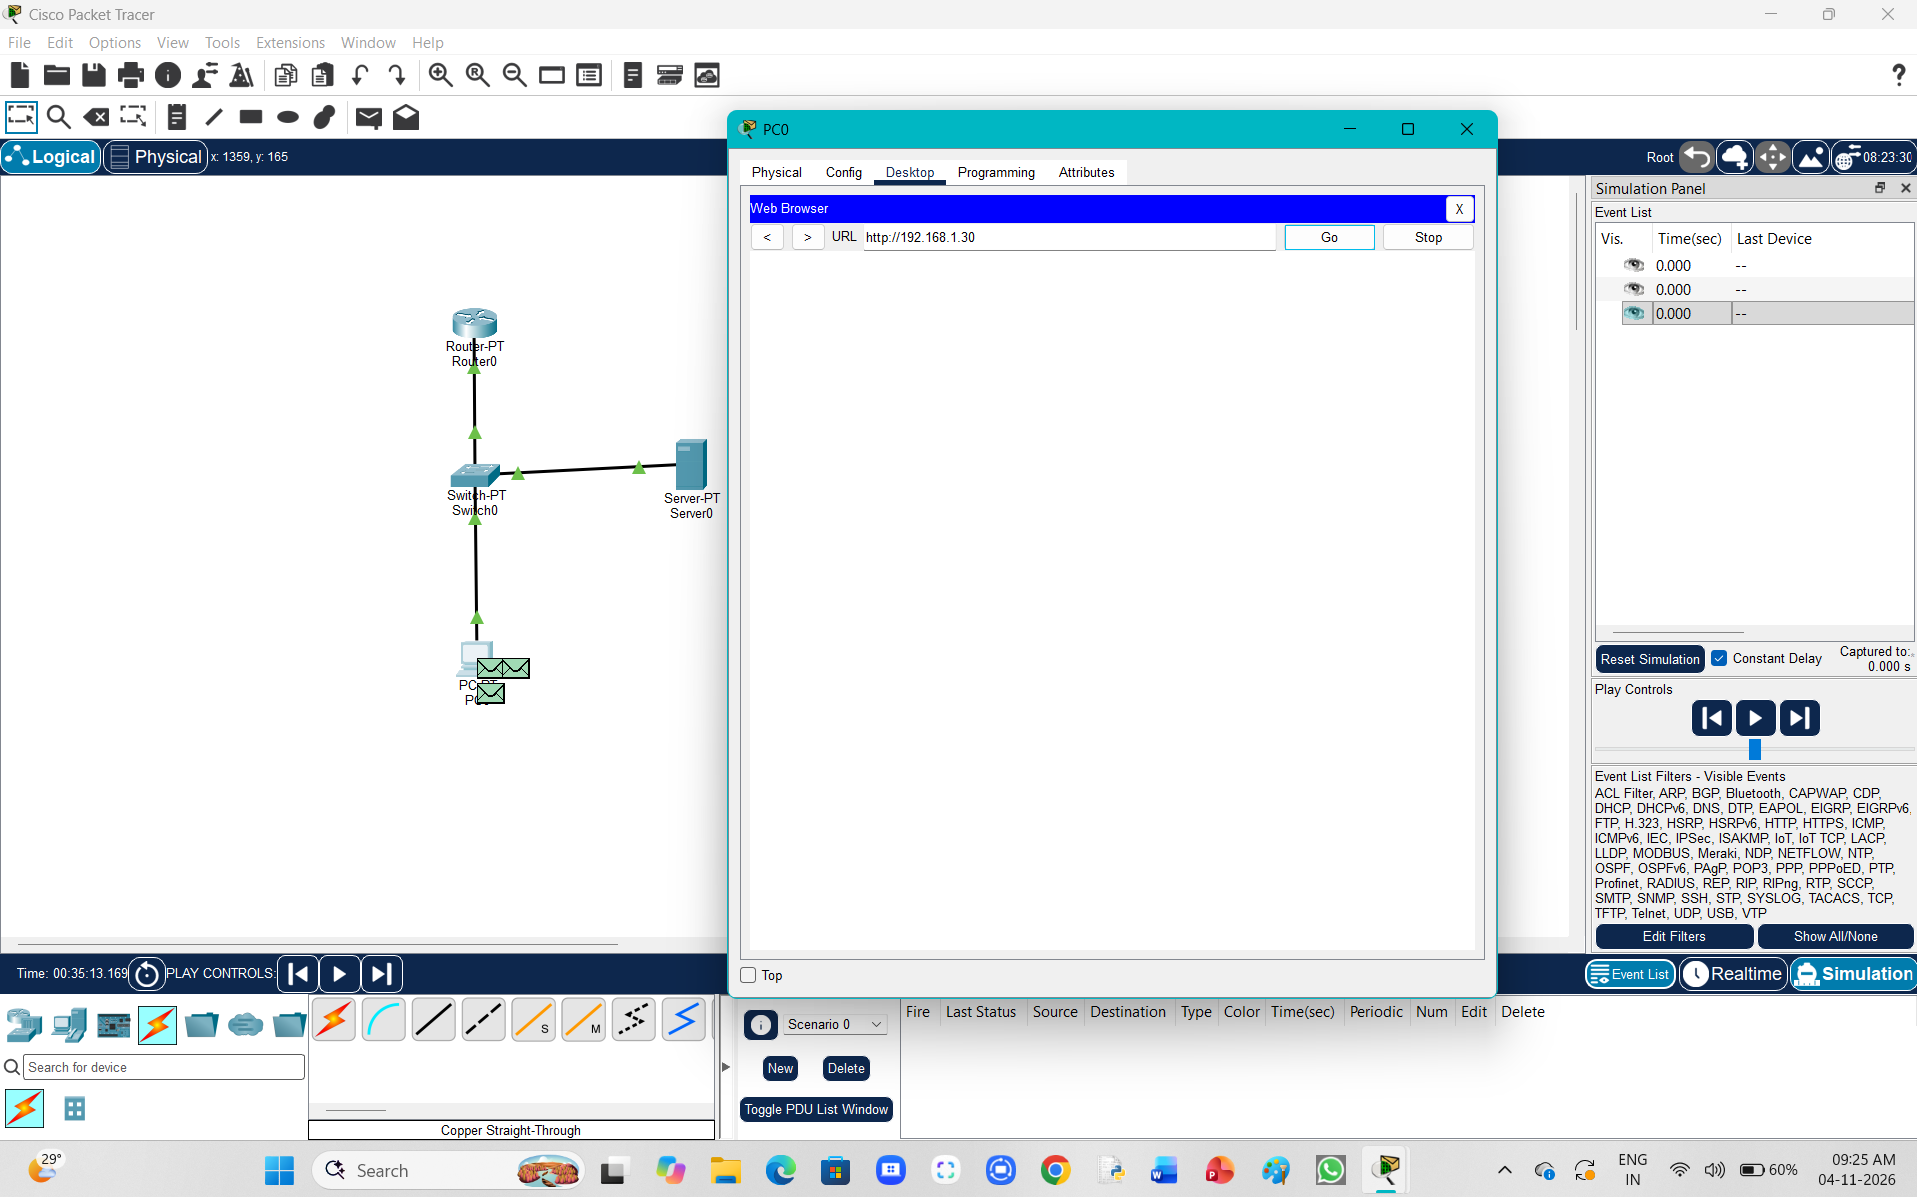 Cisco Packet Tracer
File Edit Options View Tools Extensions Window Help
Logical Physical x: 1359, y: 165
Root 08:23:30
PC0
Physical Config Desktop Programming Attributes
Web Browser X
< > URL http://192.168.1.30 Go Stop
Top
Router-PT
Router0
Switch-PT
Switch0
Server-PT
Server0
Simulation Panel
Event List
Vis. Time(sec) Last Device
0.000 --
0.000 --
0.000 --
Reset Simulation Constant Delay Captured to:
0.000 s
Play Controls
Event List Filters - Visible Events
ACL Filter, ARP, BGP, Bluetooth, CAPWAP, CDP,
DHCP, DHCPv6, DNS, DTP, EAPOL, EIGRP, EIGRPv6,
FTP, H.323, HSRP, HSRPv6, HTTP, HTTPS, ICMP,
ICMPv6, IEC, IPSec, ISAKMP, IoT, IoT TCP, LACP,
LLDP, MODBUS, Meraki, NDP, NETFLOW, NTP,
OSPF, OSPFv6, PAgP, POP3, PPP, PPPoED, PTP,
Profinet, RADIUS, REP, RIP, RIPng, RTP, SCCP,
SMTP, SNMP, SSH, STP, SYSLOG, TACACS, TCP,
TFTP, Telnet, UDP, USB, VTP
Edit Filters Show All/None
Time: 00:35:13.169 PLAY CONTROLS:
Event List Realtime Simulation
S M
Search for device
Copper Straight-Through
Scenario 0
New Delete
Toggle PDU List Window
Fire Last Status Source Destination Type Color Time(sec) Periodic Num Edit Delete
29°
Search
ENG
IN
60%
09:25 AM
04-11-2026